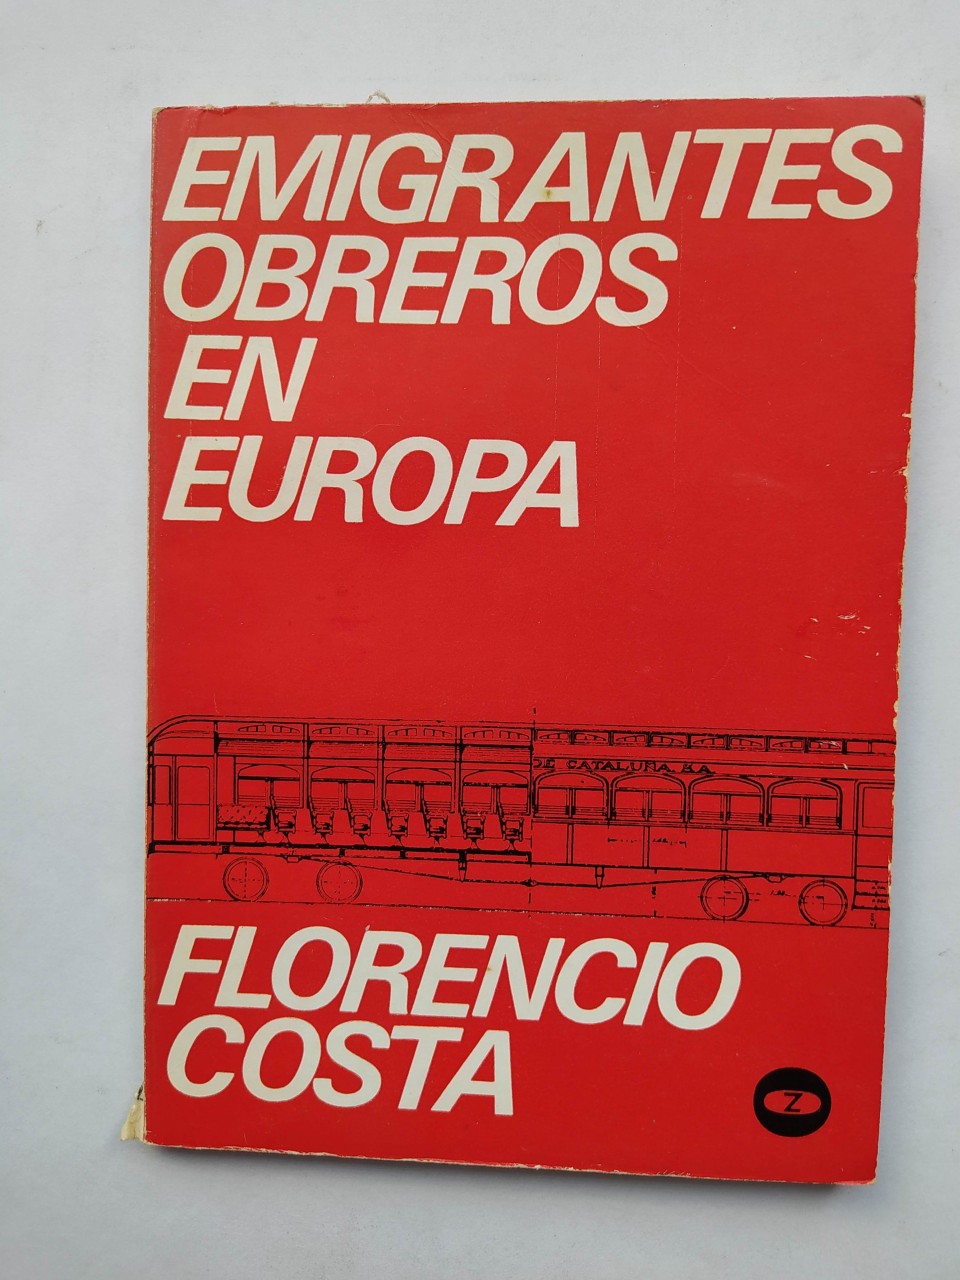 EMIGRANTES
OBREROS
EN
EUROPA
DE CATALUÑA, S.A.
FLORENCIO
COSTA
Z